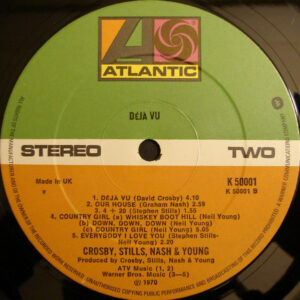 ATLANTIC
DEJA VU
STEREO
TWO
Made in UK
K 50001
K 50001 B
1. DEJA VU (David Crosby) 4.10
2. OUR HOUSE (Graham Nash) 2.59
3. 4 + 20 (Stephen Stills) 1.55
4. COUNTRY GIRL (a) WHISKEY BOOT HILL (Neil Young)
(b) DOWN, DOWN, DOWN (Neil Young)
(c) COUNTRY GIRL (Neil Young) 5.05
5. EVERYBODY I LOVE YOU (Stephen Stills-
Neil Young) 2.20
CROSBY, STILLS, NASH & YOUNG
Produced by Crosby, Stills, Nash & Young
ATV Music (1, 2)
Warner Bros. Music (3-5)
℗ 1970